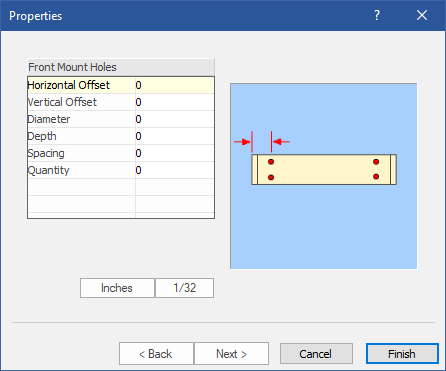 Properties
?
Front Mount Holes
Horizontal Offset 0
Vertical Offset 0
Diameter 0
Depth 0
Spacing 0
Quantity 0
Inches 1/32
< Back Next > Cancel Finish